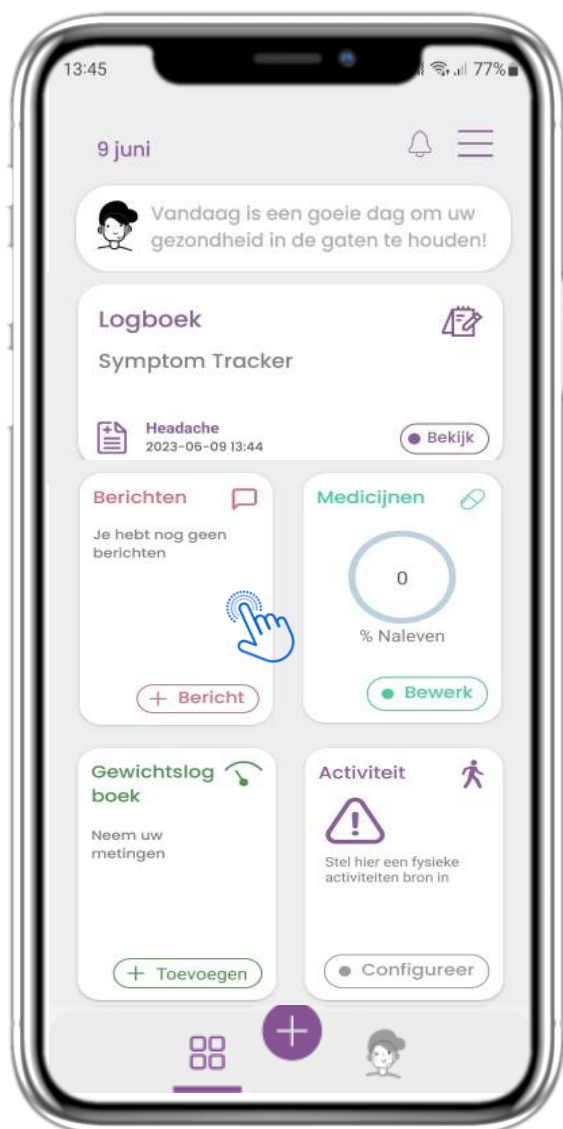 13:45
77%
9 juni
Vandaag is een goeie dag om uw
gezondheid in de gaten te houden!
Logboek
Symptom Tracker
Headache
2023-06-09 13:44
Bekijk
Berichten
Je hebt nog geen
berichten
+ Bericht
Medicijnen
0
% Naleven
Bewerk
Gewichtslog
boek
Neem uw
metingen
+ Toevoegen
Activiteit
Stel hier een fysieke
activiteiten bron in
Configureer